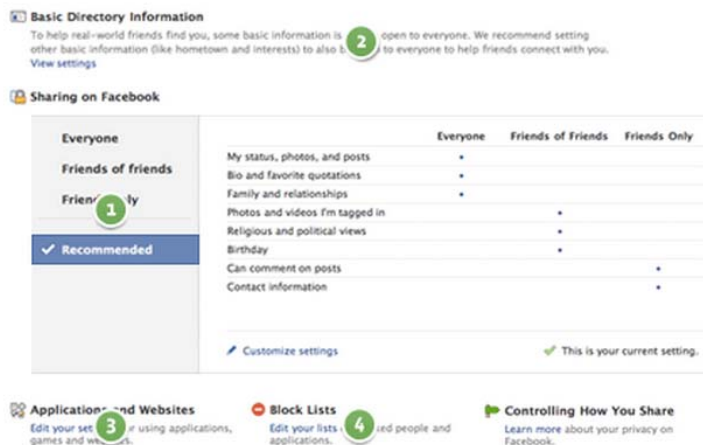 Basic Directory Information
To help real-world friends find you, some basic information is open to everyone. We recommend setting
other basic information (like hometown and interests) to also to everyone to help friends connect with you.
View settings
2
Sharing on Facebook
Everyone
Friends of friends
1
Recommended
Everyone Friends of Friends Friends Only
My status, photos, and posts
Bio and favorite quotations
Family and relationships
Photos and videos I'm tagged in
Religious and political views
Birthday
Can comment on posts
Contact information
Customize settings
This is your current setting.
Applications and Websites
Edit your using applications,
games and
3
Block Lists
Edit your lists people and
applications.
4
Controlling How You Share
Learn more about your privacy on
Facebook.